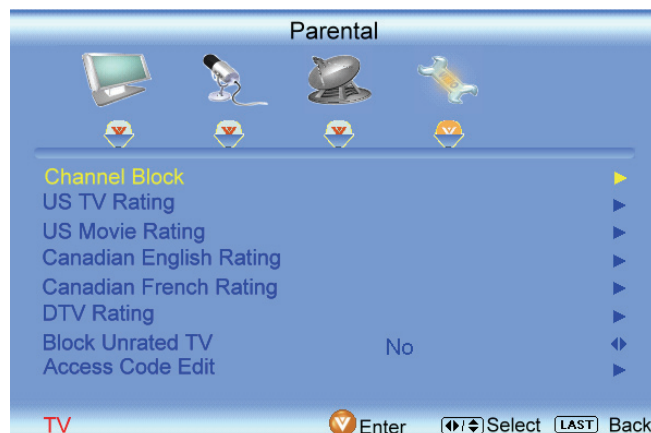 Parental
Channel Block
US TV Rating
US Movie Rating
Canadian English Rating
Canadian French Rating
DTV Rating
Block Unrated TV No
Access Code Edit
TV Enter Select LAST Back